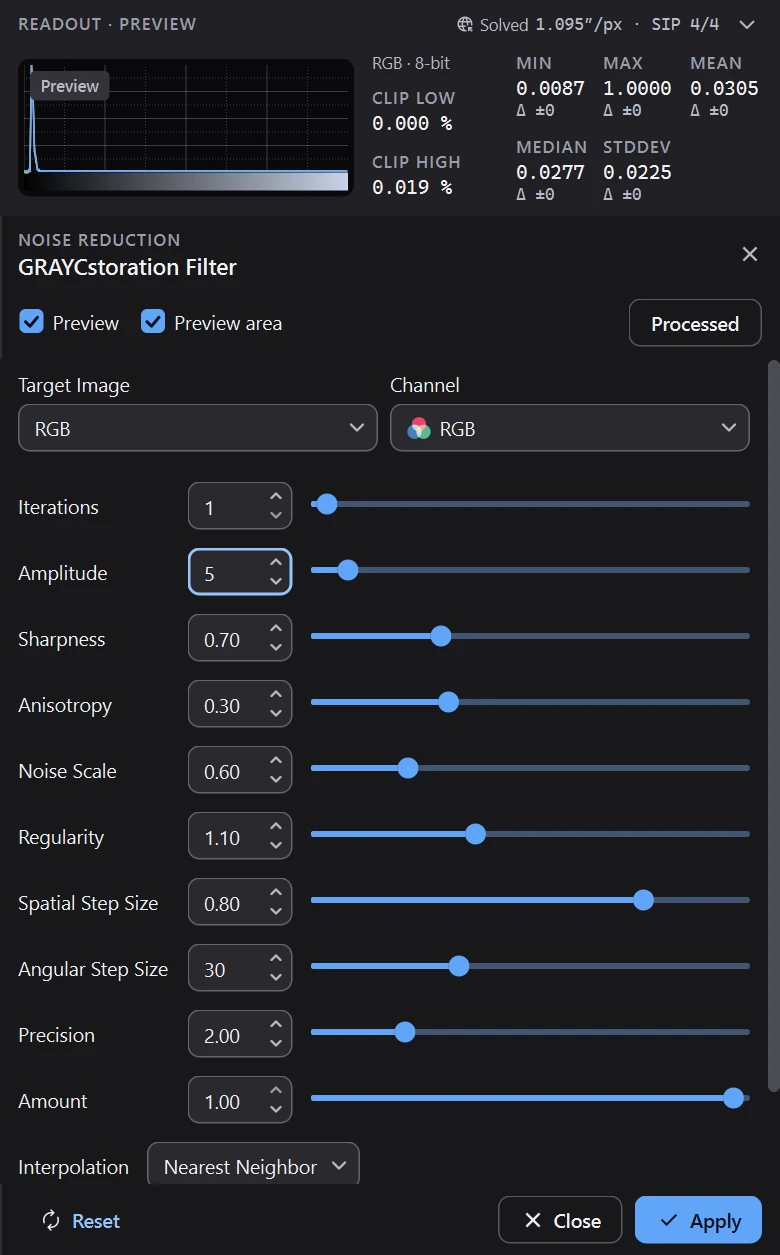 READOUT · PREVIEW
Solved 1.095″/px · SIP 4/4
Preview
RGB · 8-bit
CLIP LOW
0.000 %
CLIP HIGH
0.019 %
MIN MAX MEAN
0.0087 1.0000 0.0305
Δ ±0 Δ ±0 Δ ±0
MEDIAN STDDEV
0.0277 0.0225
Δ ±0 Δ ±0
NOISE REDUCTION
GRAYCstoration Filter
Preview Preview area Processed
Target Image Channel
RGB RGB
Iterations 1
Amplitude 5
Sharpness 0.70
Anisotropy 0.30
Noise Scale 0.60
Regularity 1.10
Spatial Step Size 0.80
Angular Step Size 30
Precision 2.00
Amount 1.00
Interpolation Nearest Neighbor
Reset Close Apply